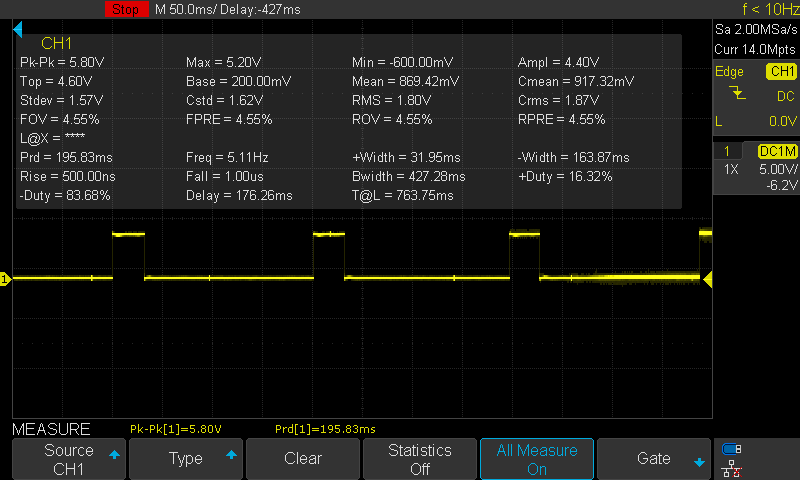 Stop M 50.0ms/ Delay:-427ms f < 10Hz
Sa 2.00MSa/s
Curr 14.0Mpts
Edge CH1
DC
L 0.0V
1 DC1M
1X 5.00V/
-6.2V
CH1
Pk-Pk = 5.80V Max = 5.20V Min = -600.00mV Ampl = 4.40V
Top = 4.60V Base = 200.00mV Mean = 869.42mV Cmean = 917.32mV
Stdev = 1.57V Cstd = 1.62V RMS = 1.80V Crms = 1.87V
FOV = 4.55% FPRE = 4.55% ROV = 4.55% RPRE = 4.55%
L@X = ****
Prd = 195.83ms Freq = 5.11Hz +Width = 31.95ms -Width = 163.87ms
Rise = 500.00ns Fall = 1.00us Bwidth = 427.28ms +Duty = 16.32%
-Duty = 83.68% Delay = 176.26ms T@L = 763.75ms
1
MEASURE Pk-Pk[1]=5.80V Prd[1]=195.83ms
Source
CH1
Type
Clear
Statistics
Off
All Measure
On
Gate